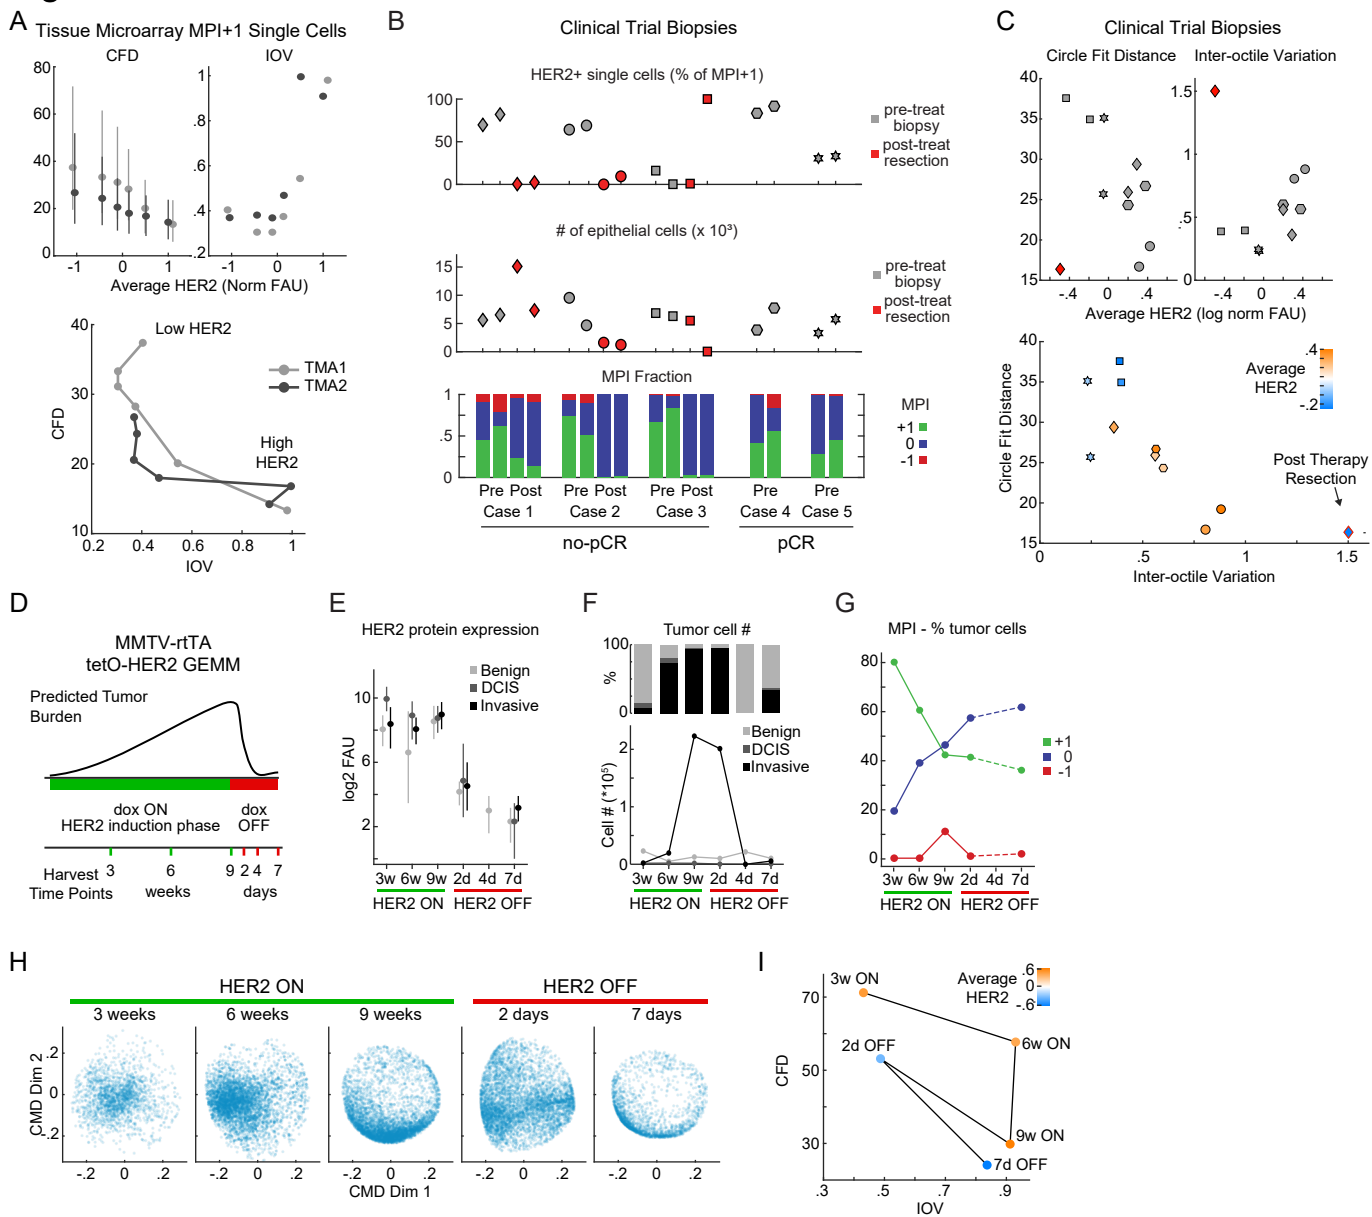 A
Tissue Microarray MPI+1 Single Cells
CFD
IOV
80
60
40
20
0
1
.8
.6
.4
.2
-1
0
1
-1
0
1
Average HER2 (Norm FAU)
40
30
20
10
CFD
Low HER2
TMA1
TMA2
High
HER2
0.2
0.4
0.6
0.8
1
IOV
B
Clinical Trial Biopsies
HER2+ single cells (% of MPI+1)
100
50
0
pre-treat
biopsy
post-treat
resection
# of epithelial cells (x 10³)
15
10
5
0
pre-treat
biopsy
post-treat
resection
MPI Fraction
1
.5
0
MPI
+1
0
-1
Pre Post
Pre Post
Pre Post
Pre
Pre
Case 1
Case 2
Case 3
Case 4
Case 5
no-pCR
pCR
C
Clinical Trial Biopsies
Circle Fit Distance
Inter-octile Variation
40
35
30
25
20
15
1.5
1
.5
0
-.4
0
.4
-.4
0
.4
Average HER2 (log norm FAU)
40
35
30
25
20
15
Circle Fit Distance
Average
HER2
.4
-.2
Post Therapy
Resection
0
.5
1
1.5
Inter-octile Variation
D
MMTV-rtTA
tetO-HER2 GEMM
Predicted Tumor
Burden
dox ON
HER2 induction phase
dox
OFF
Harvest
Time Points
3
6
9
2
4
7
weeks
days
E
HER2 protein expression
Benign
DCIS
Invasive
log2 FAU
10
6
2
3w
6w
9w
2d
4d
7d
HER2 ON
HER2 OFF
F
Tumor cell #
%
100
50
0
Benign
DCIS
Invasive
Cell # (*10⁵)
2
1
0
3w
6w
9w
2d
4d
7d
HER2 ON
HER2 OFF
G
MPI - % tumor cells
80
60
40
20
0
+1
0
-1
3w
6w
9w
2d
4d
7d
HER2 ON
HER2 OFF
H
HER2 ON
HER2 OFF
3 weeks
6 weeks
9 weeks
2 days
7 days
CMD Dim 2
.2
0
-.2
-.2
0
.2
-.2
0
.2
-.2
0
.2
-.2
0
.2
-.2
0
.2
CMD Dim 1
I
Average
HER2
.6
0
-.6
CFD
70
50
30
3w ON
2d OFF
6w ON
9w ON
7d OFF
.3
.5
.7
.9
IOV